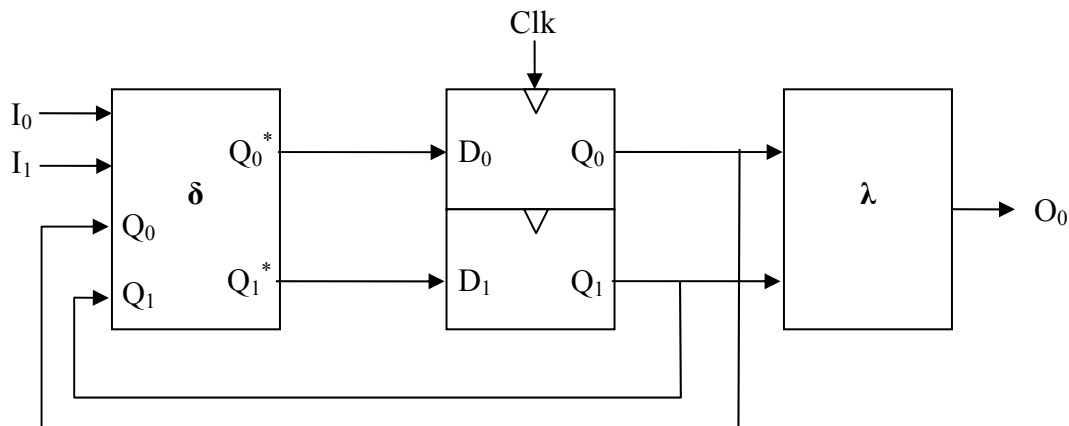 Clk
I₀
I₁
Q₀*
δ
Q₀
Q₁
Q₁*
D₀
Q₀
D₁
Q₁
λ
O₀